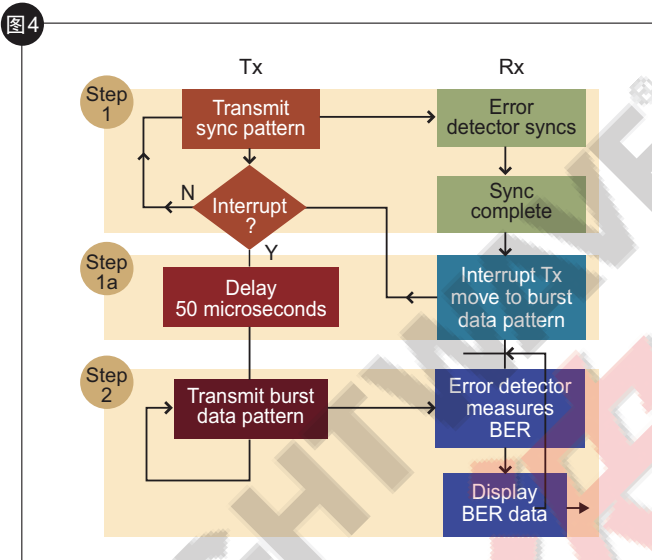 图4
Tx
Rx
Step
1
Transmit
sync pattern
Error
detector syncs
N
Interrupt
?
Sync
complete
Y
Step
1a
Delay
50 microseconds
Interrupt Tx
move to burst
data pattern
Step
2
Transmit burst
data pattern
Error detector
measures
BER
Display
BER data